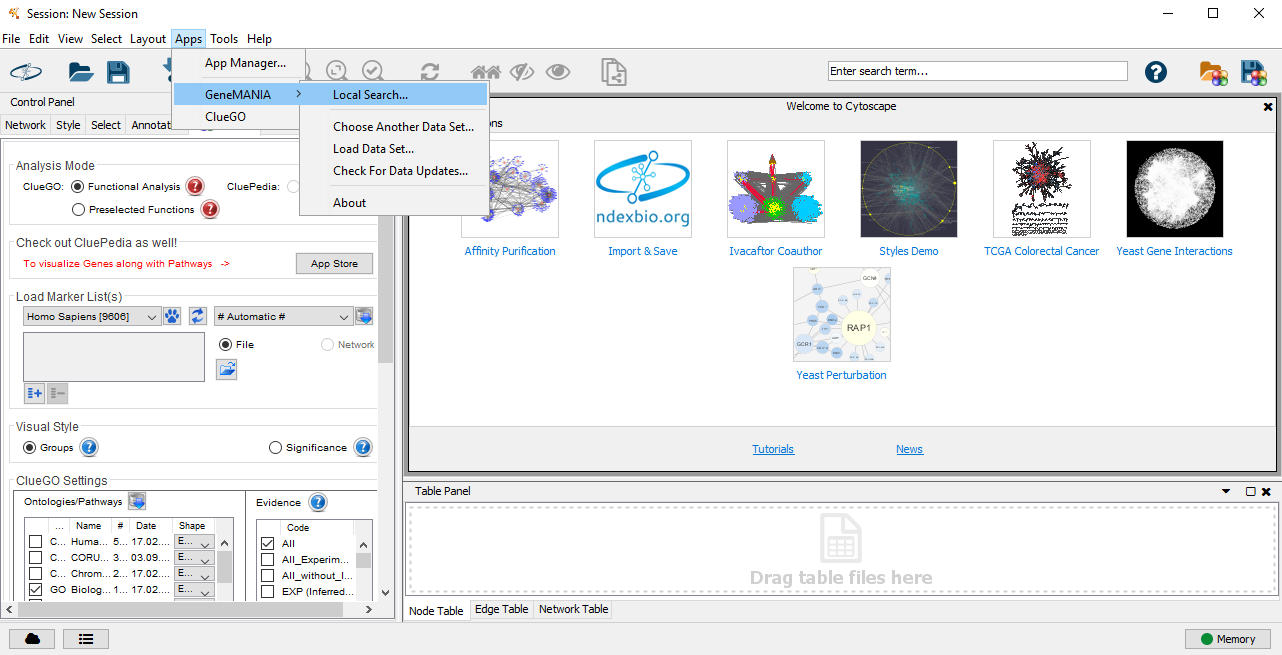 Session: New Session
File Edit View Select Layout Apps Tools Help
App Manager...
GeneMANIA
ClueGO
Local Search...
Choose Another Data Set...
Load Data Set...
Check For Data Updates...
About
Enter search term...
Control Panel
Network Style Select Annotat
Analysis Mode
ClueGO: Functional Analysis ? CluePedia:
Preselected Functions ?
Check out CluePedia as well!
To visualize Genes along with Pathways -> App Store
Load Marker List(s)
Homo Sapiens [9606] # Automatic #
File Network
Visual Style
Groups ? Significance ?
ClueGO Settings
Ontologies/Pathways
... Name # Date Shape
C... Huma... 5... 17.02.... E...
C... CORU... 3... 03.09.... E...
C... Chrom... 2... 17.02.... E...
GO Biolog... 1... 17.02.... E...
Evidence ?
Code
All
All_Experim...
All_without_I...
EXP (Inferred...
Welcome to Cytoscape
ons
ndexbio.org
Affinity Purification Import & Save Ivacaftor Coauthor Styles Demo TCGA Colorectal Cancer Yeast Gene Interactions
GCN4
RAP1
GCR1
Yeast Perturbation
Tutorials News
Table Panel
Drag table files here
Node Table Edge Table Network Table
Memory